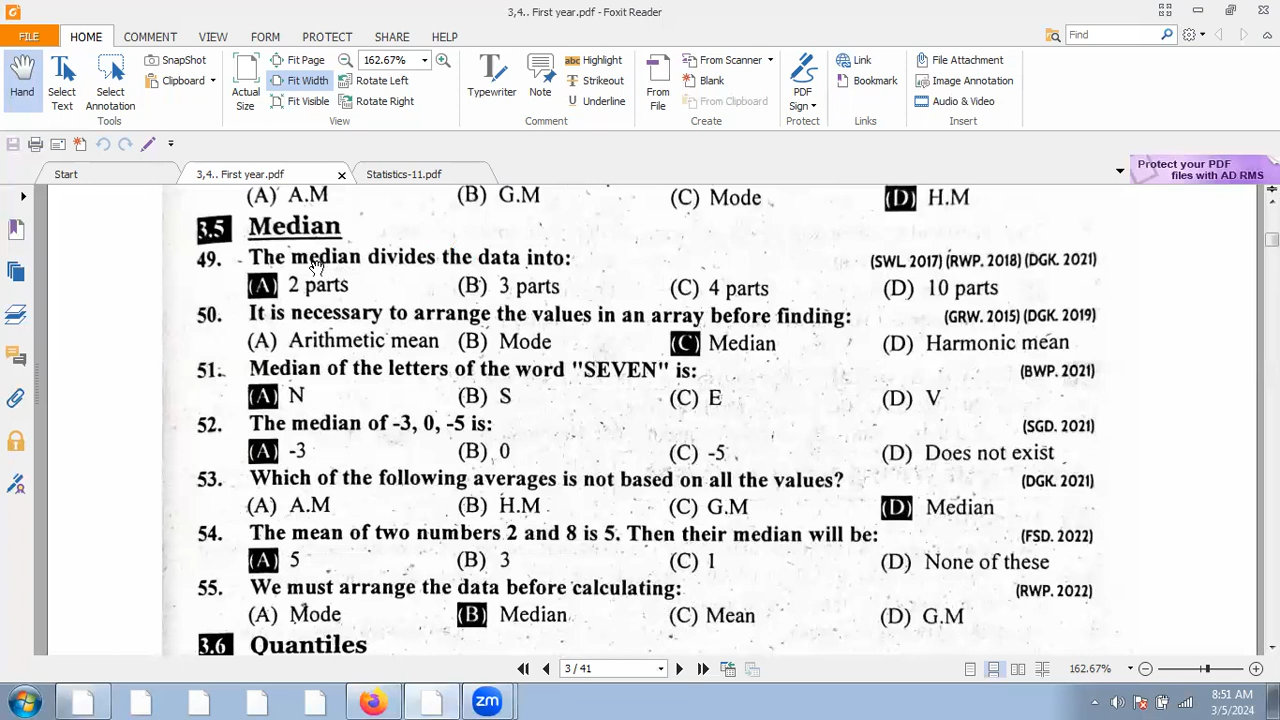 3,4.. First year.pdf - Foxit Reader
FILE HOME COMMENT VIEW FORM PROTECT SHARE HELP
Find
Hand
Select Text
Select Annotation
SnapShot
Clipboard
Tools
Actual Size
Fit Page
Fit Width
Fit Visible
162.67%
Rotate Left
Rotate Right
View
Typewriter
Note
Highlight
Strikeout
Underline
Comment
From File
From Scanner
Blank
From Clipboard
Create
PDF Sign
Protect
Link
Bookmark
Links
File Attachment
Image Annotation
Audio & Video
Insert
Start 3,4.. First year.pdf Statistics-11.pdf
Protect your PDF
files with AD RMS
(A) A.M (B) G.M (C) Mode (D) H.M
3.5 Median
49. The median divides the data into: (SWL. 2017) (RWP. 2018) (DGK. 2021)
(A) 2 parts (B) 3 parts (C) 4 parts (D) 10 parts
50. It is necessary to arrange the values in an array before finding: (GRW. 2015) (DGK. 2019)
(A) Arithmetic mean (B) Mode (C) Median (D) Harmonic mean
51. Median of the letters of the word "SEVEN" is: (BWP. 2021)
(A) N (B) S (C) E (D) V
52. The median of -3, 0, -5 is: (SGD. 2021)
(A) -3 (B) 0 (C) -5 (D) Does not exist
53. Which of the following averages is not based on all the values? (DGK. 2021)
(A) A.M (B) H.M (C) G.M (D) Median
54. The mean of two numbers 2 and 8 is 5. Then their median will be: (FSD. 2022)
(A) 5 (B) 3 (C) 1 (D) None of these
55. We must arrange the data before calculating: (RWP. 2022)
(A) Mode (B) Median (C) Mean (D) G.M
3.6 Quantiles
3 / 41
162.67%
zm
8:51 AM
3/5/2024